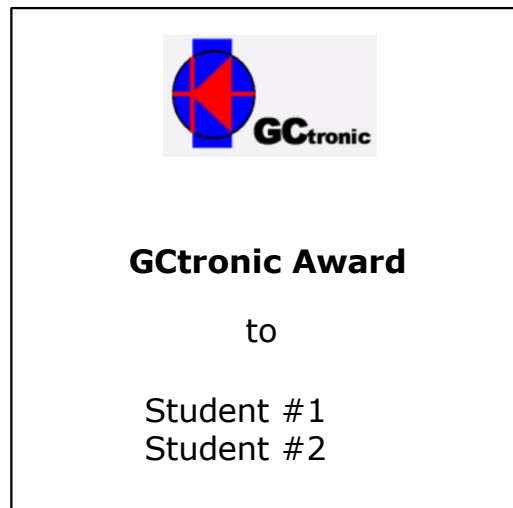 GCtronic
GCtronic Award
to
Student #1
Student #2